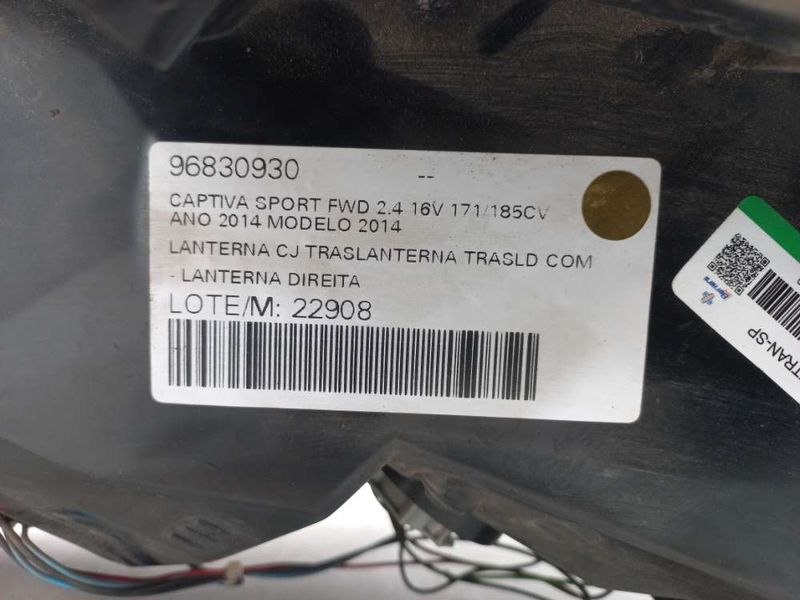 96830930 --
CAPTIVA SPORT FWD 2.4 16V 171/185CV
ANO 2014 MODELO 2014
LANTERNA CJ TRASLANTERNA TRASLD COM
- LANTERNA DIREITA
LOTE/M: 22908
TRAN-SP